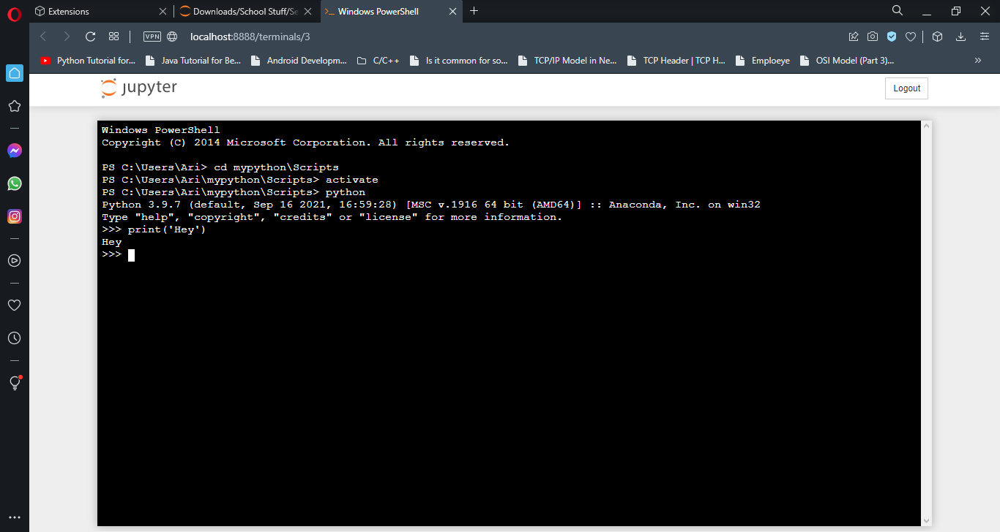 Extensions
Downloads/School Stuff/Se
Windows PowerShell
VPN
localhost:8888/terminals/3
Python Tutorial for...
Java Tutorial for Be...
Android Developm...
C/C++
Is it common for so...
TCP/IP Model in Ne...
TCP Header | TCP H...
Emploeye
OSI Model (Part 3)...
jupyter
Logout
Windows PowerShell
Copyright (C) 2014 Microsoft Corporation. All rights reserved.
PS C:\Users\Ari> cd mypython\Scripts
PS C:\Users\Ari\mypython\Scripts> activate
PS C:\Users\Ari\mypython\Scripts> python
Python 3.9.7 (default, Sep 16 2021, 16:59:28) [MSC v.1916 64 bit (AMD64)] :: Anaconda, Inc. on win32
Type "help", "copyright", "credits" or "license" for more information.
>>> print('Hey')
Hey
>>>